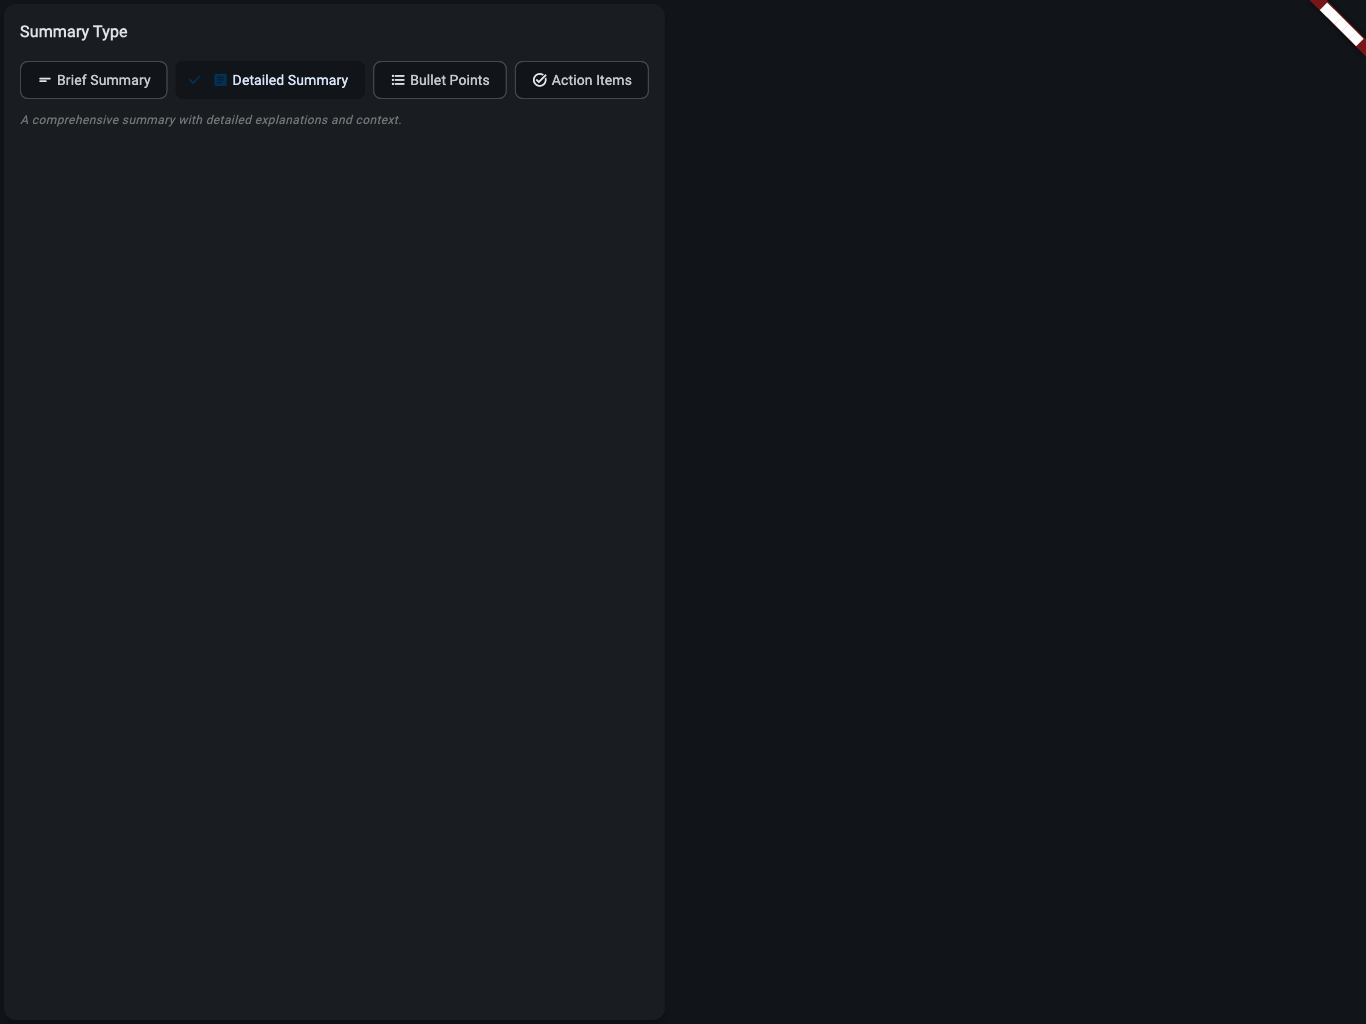 Summary Type
Brief Summary Detailed Summary Bullet Points Action Items
A comprehensive summary with detailed explanations and context.